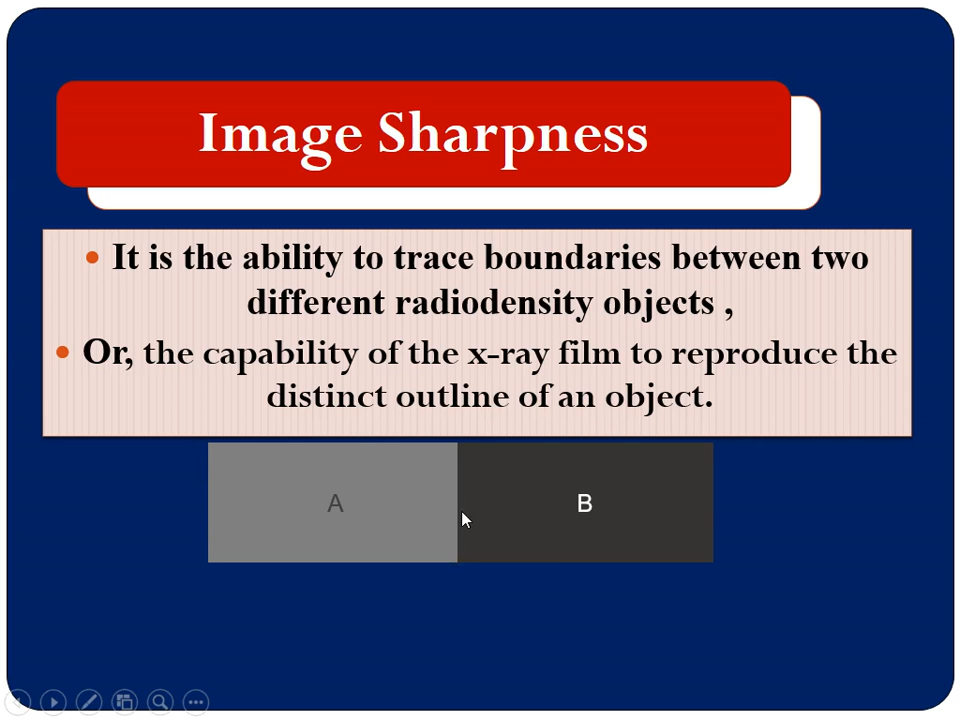 Image Sharpness
• It is the ability to trace boundaries between two
different radiodensity objects ,
• Or, the capability of the x-ray film to reproduce the
distinct outline of an object.
A B